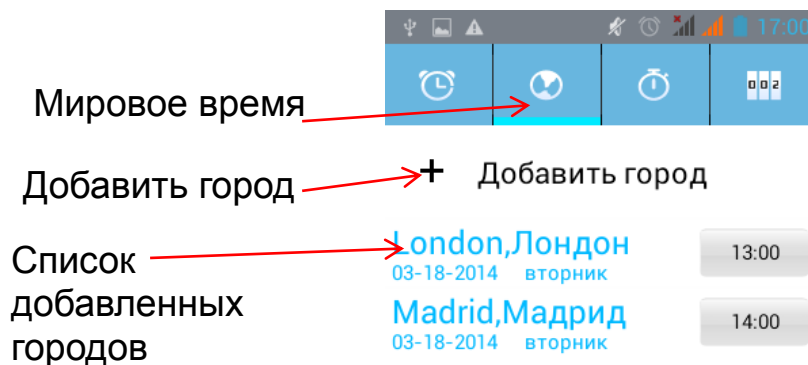 17:00
002
Мировое время
Добавить город
+ Добавить город
Список
добавленных
городов
London,Лондон
03-18-2014 вторник
13:00
Madrid,Мадрид
03-18-2014 вторник
14:00